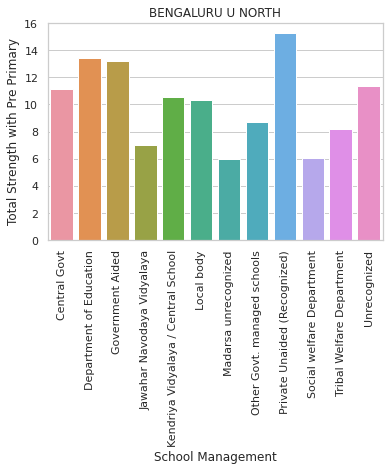 BENGALURU U NORTH
Total Strength with Pre Primary
16
14
12
10
8
6
4
2
0
Central Govt
Department of Education
Government Aided
Jawahar Navodaya Vidyalaya
Kendriya Vidyalaya / Central School
Local body
Madarsa unrecognized
Other Govt. managed schools
Private Unaided (Recognized)
Social welfare Department
Tribal Welfare Department
Unrecognized
School Management